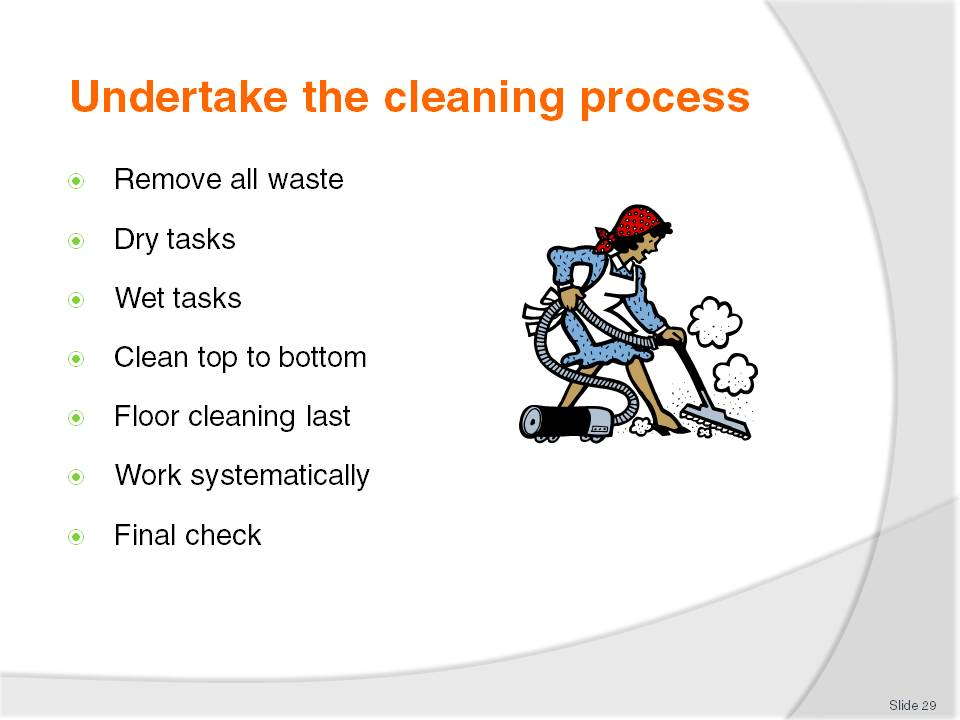 Undertake the cleaning process
Remove all waste
Dry tasks
Wet tasks
Clean top to bottom
Floor cleaning last
Work systematically
Final check
Slide 29